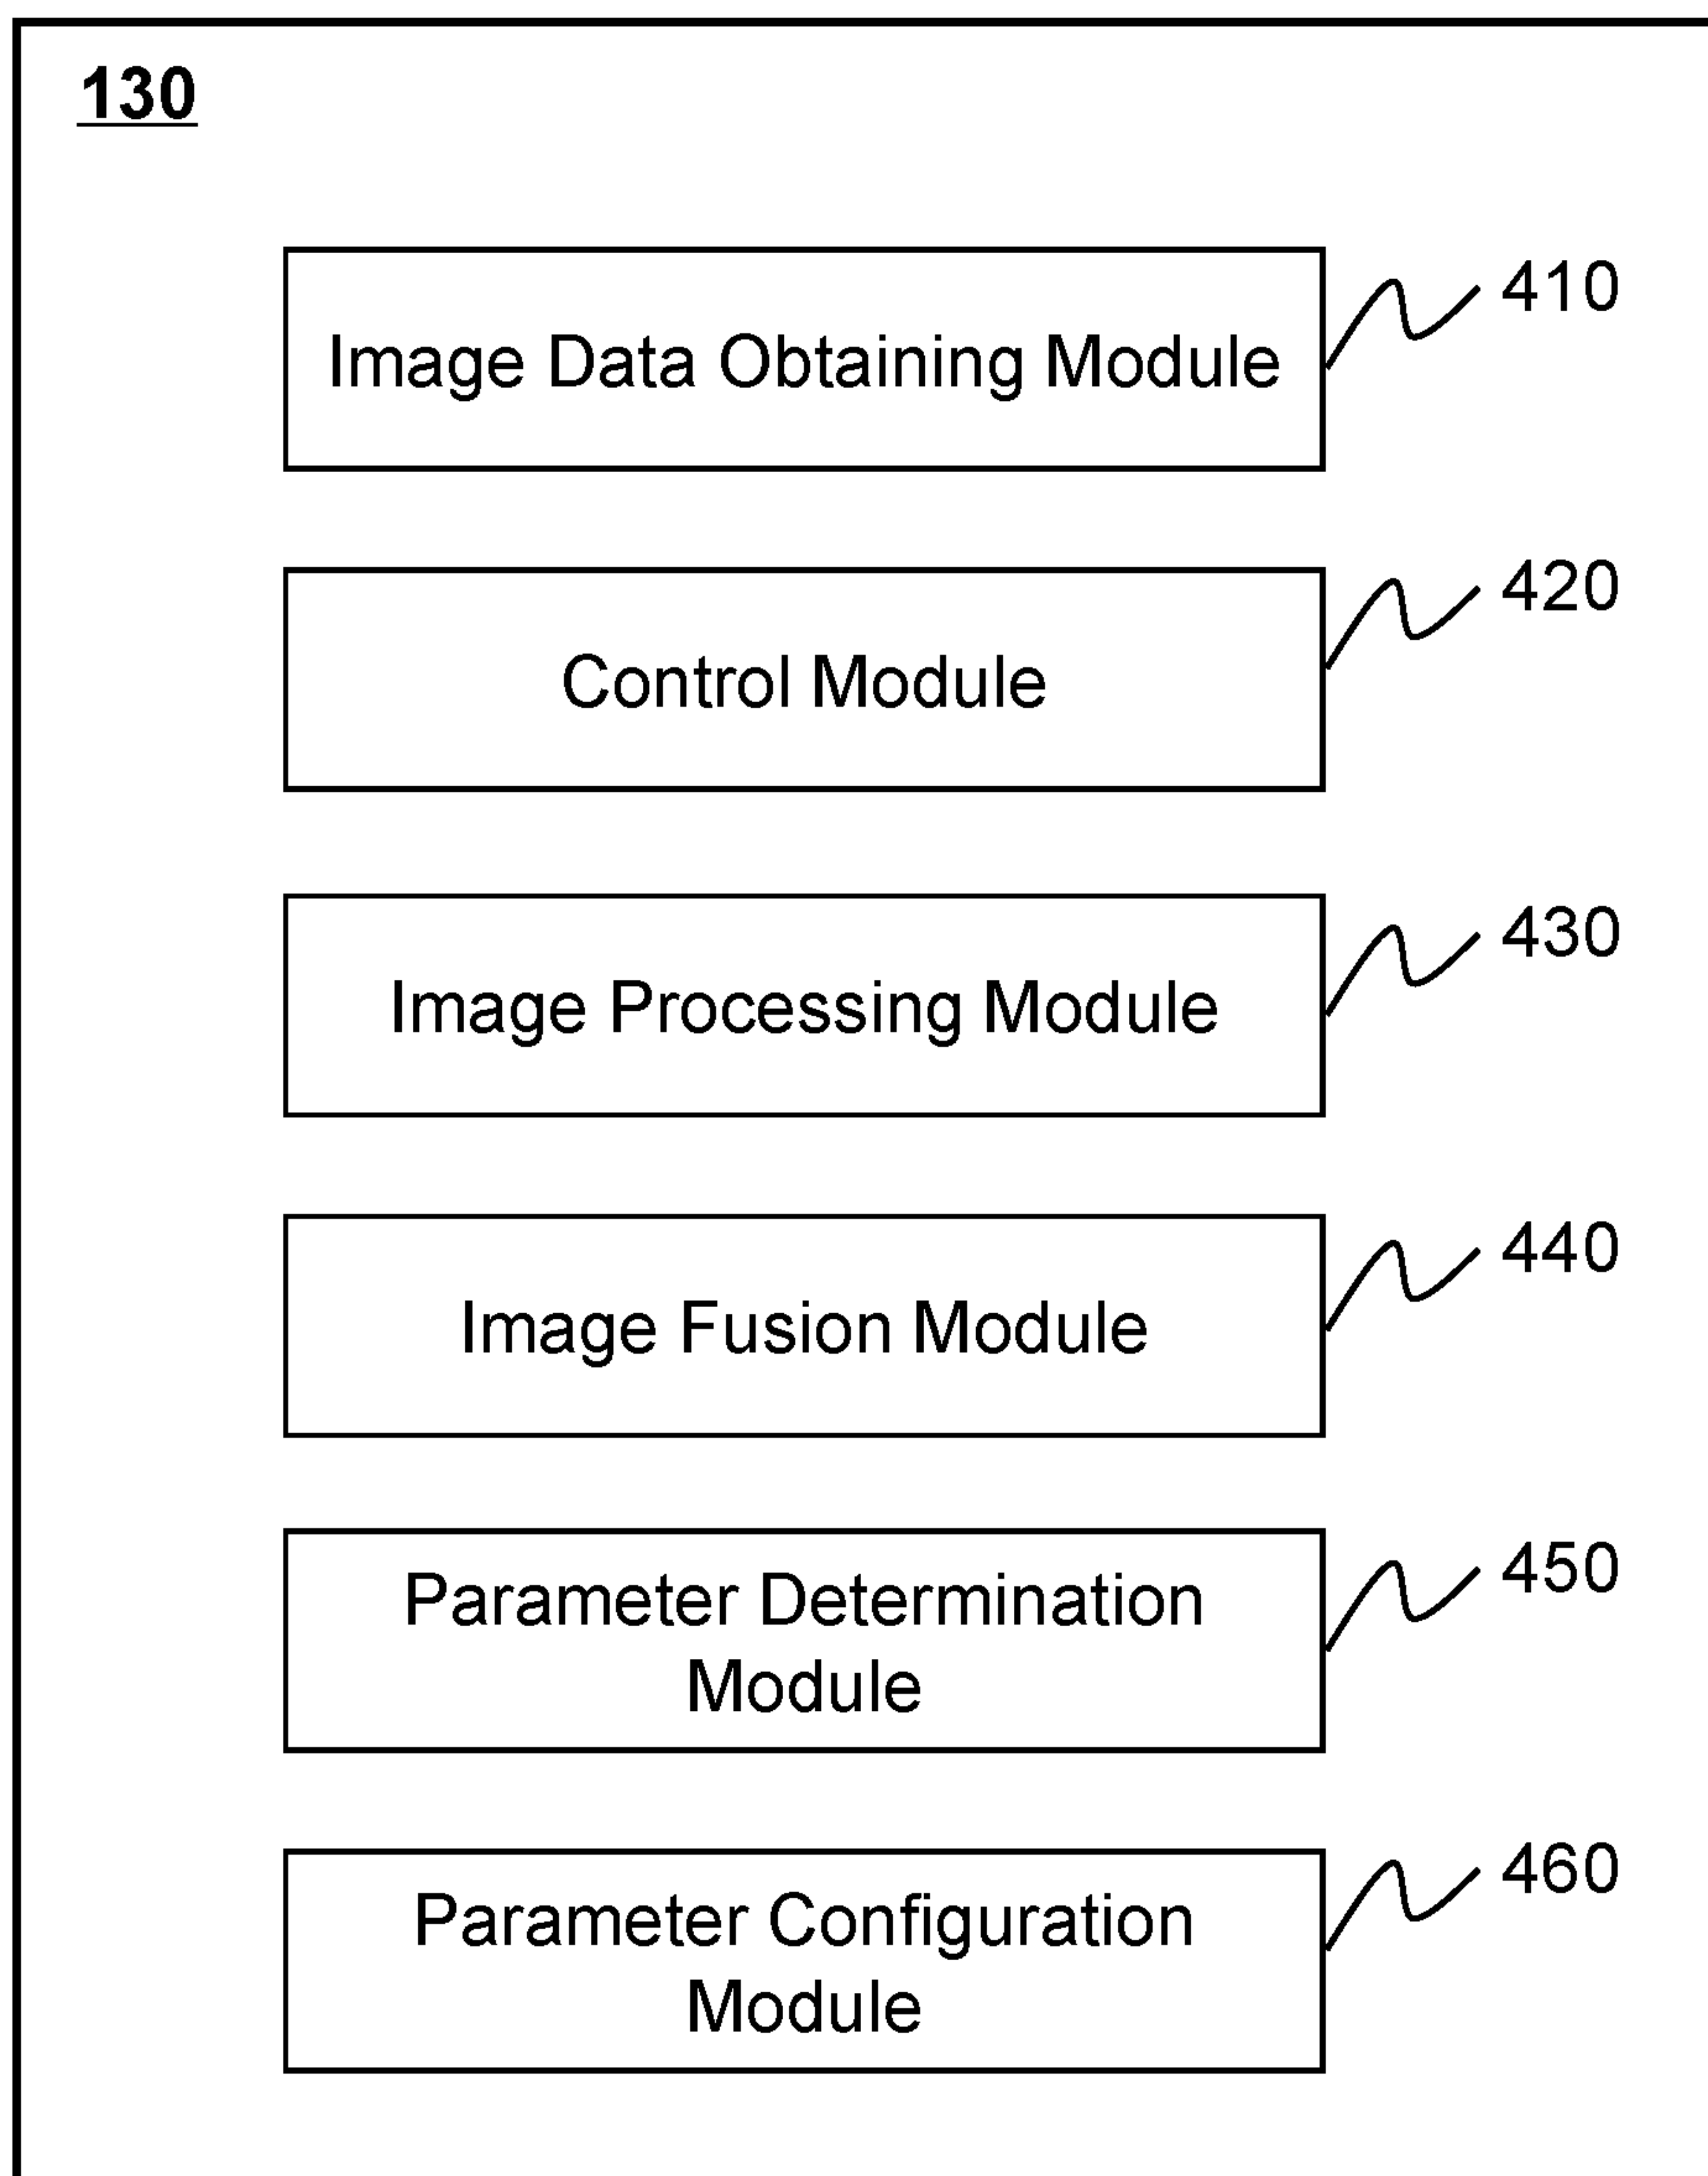 130
Image Data Obtaining Module
410
Control Module
420
Image Processing Module
430
Image Fusion Module
440
Parameter Determination
Module
450
Parameter Configuration
Module
460